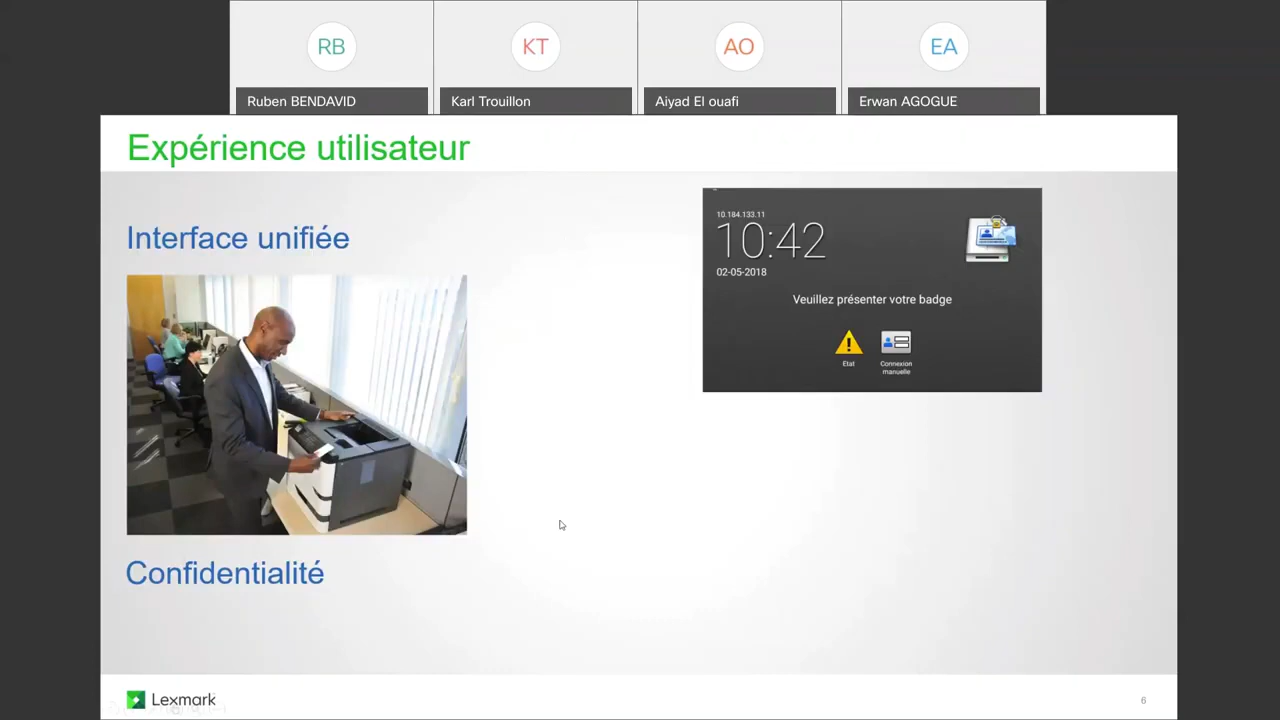 RB
KT
AO
EA
Ruben BENDAVID
Karl Trouillon
Aiyad El ouafi
Erwan AGOGUE
Expérience utilisateur
Interface unifiée
10.184.133.11
10:42
02-05-2018
Veuillez présenter votre badge
Etat
Connexion
manuelle
Confidentialité
Lexmark
6